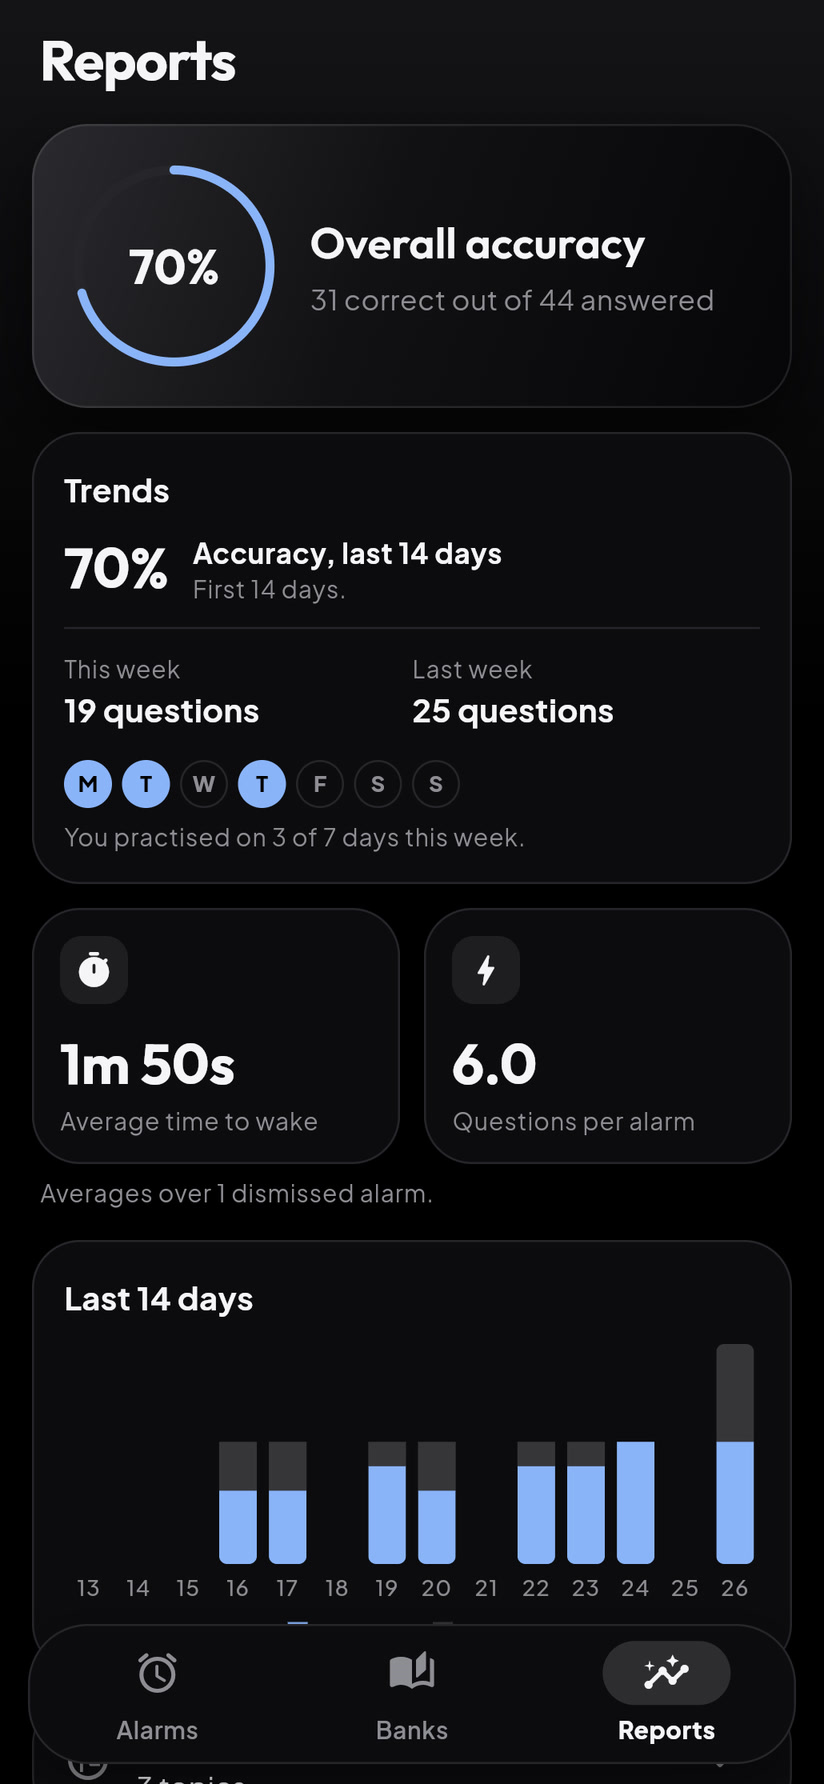 Reports
70%
Overall accuracy
31 correct out of 44 answered
Trends
70%
Accuracy, last 14 days
First 14 days.
This week
Last week
19 questions
25 questions
M T W T F S S
You practised on 3 of 7 days this week.
1m 50s
Average time to wake
6.0
Questions per alarm
Averages over 1 dismissed alarm.
Last 14 days
13 14 15 16 17 18 19 20 21 22 23 24 25 26
Alarms
Banks
Reports